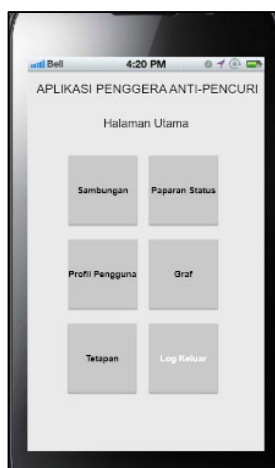 Bell 4:20 PM
APLIKASI PENGGERA ANTI-PENCURI
Halaman Utama
Sambungan Paparan Status
Profil Pengguna Graf
Tetapan Log Keluar